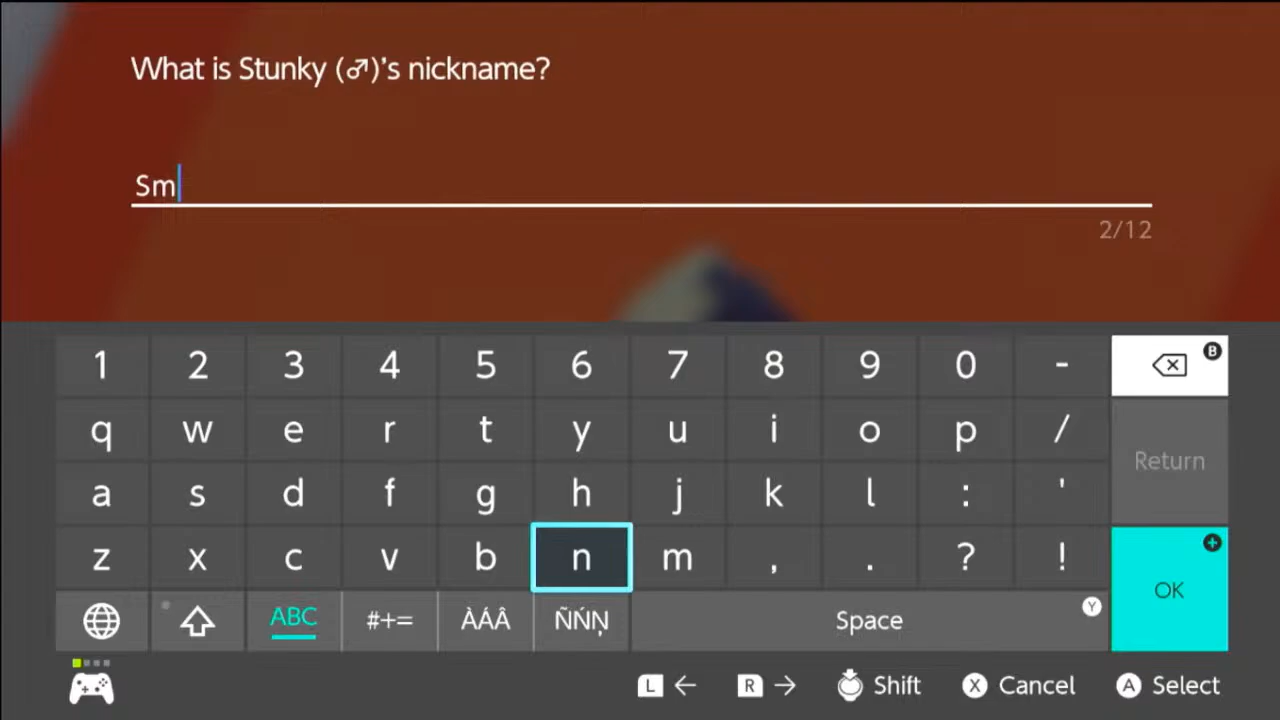 What is Stunky (♂)'s nickname?
Sm
2/12
1 2 3 4 5 6 7 8 9 0 - B
q w e r t y u i o p /
Return
a s d f g h j k l : '
z x c v b n m , . ? !
OK
ABC #+= ÀÁÂ ÑŃŅ Space Y
L ← R → Shift X Cancel A Select